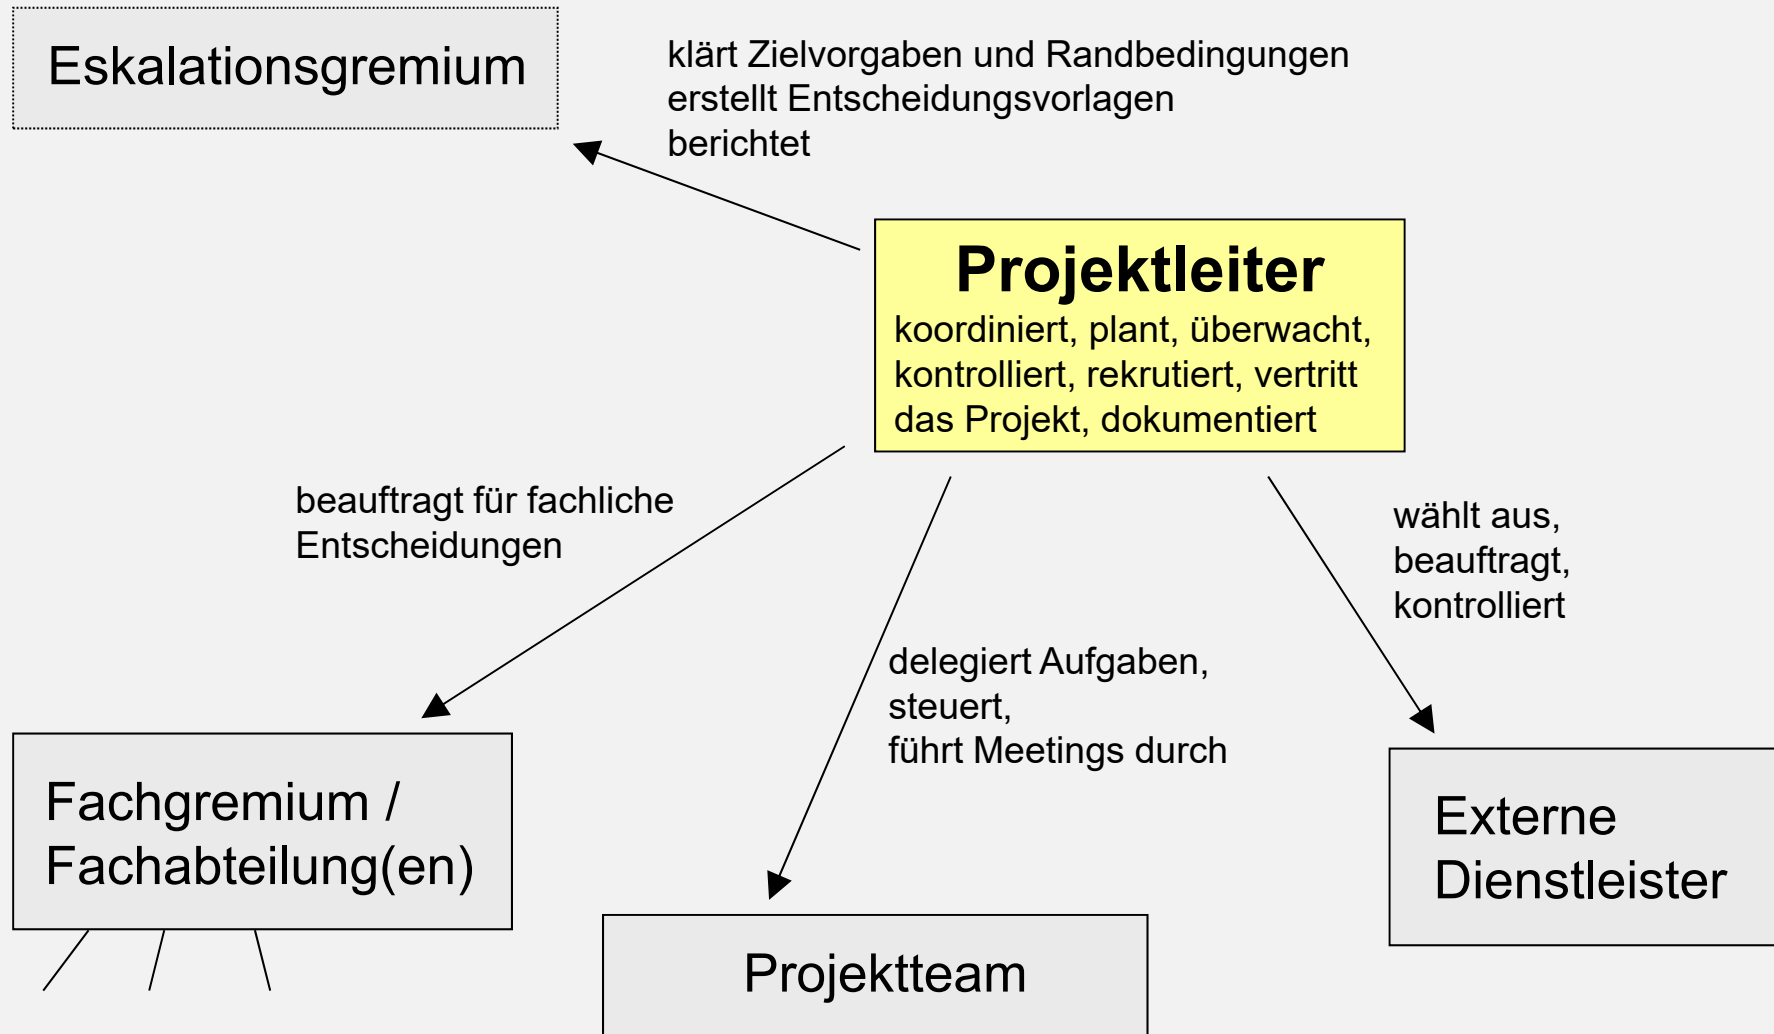 Eskalationsgremium
klärt Zielvorgaben und Randbedingungen
erstellt Entscheidungsvorlagen
berichtet
Projektleiter
koordiniert, plant, überwacht,
kontrolliert, rekrutiert, vertritt
das Projekt, dokumentiert
beauftragt für fachliche
Entscheidungen
wählt aus,
beauftragt,
kontrolliert
delegiert Aufgaben,
steuert,
führt Meetings durch
Fachgremium /
Fachabteilung(en)
Externe
Dienstleister
Projektteam